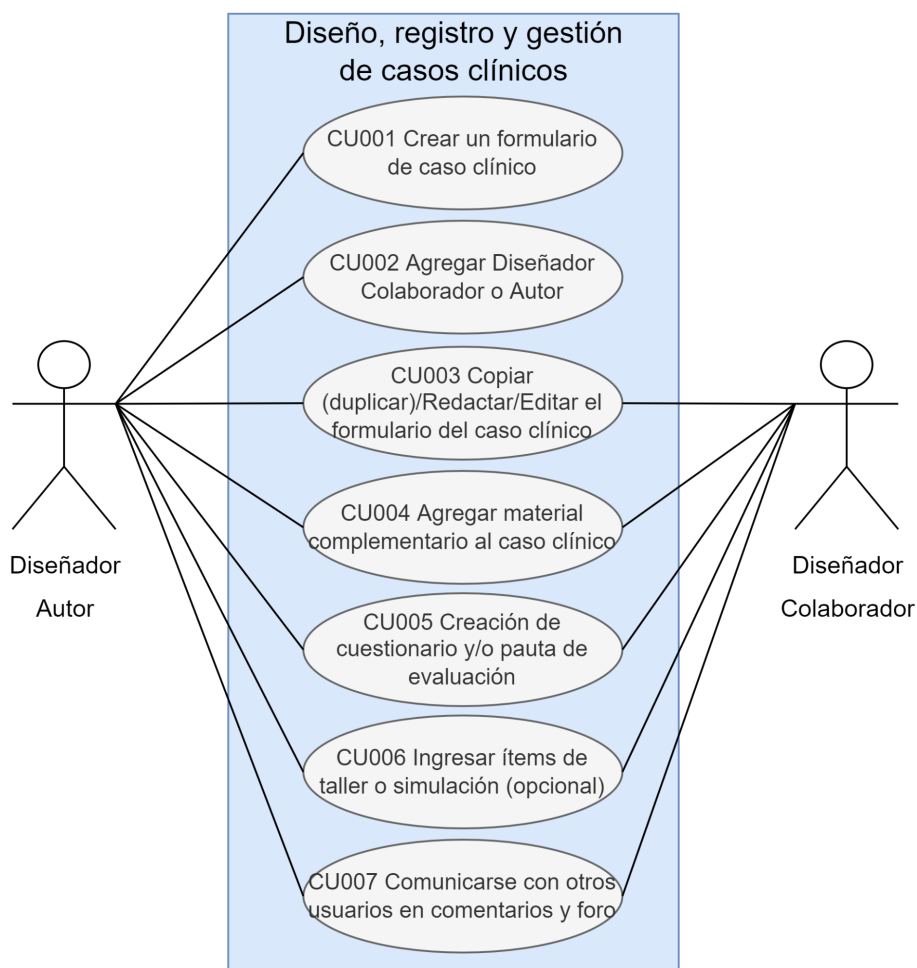 Diseño, registro y gestión
de casos clínicos
CU001 Crear un formulario
de caso clínico
CU002 Agregar Diseñador
Colaborador o Autor
CU003 Copiar
(duplicar)/Redactar/Editar el
formulario del caso clínico
CU004 Agregar material
complementario al caso clínico
Diseñador
Autor
Diseñador
Colaborador
CU005 Creación de
cuestionario y/o pauta de
evaluación
CU006 Ingresar ítems de
taller o simulación (opcional)
CU007 Comunicarse con otros
usuarios en comentarios y foro